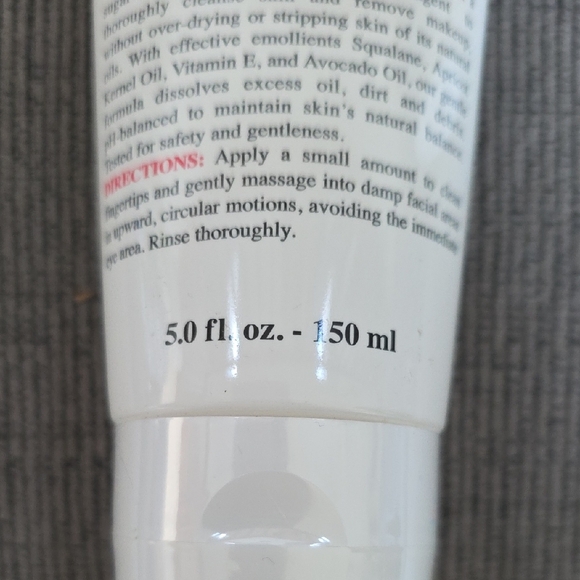 thoroughly cleanse skin and remove makeup
without over-drying or stripping skin of its natural
oils. With effective emollients Squalane, Apricot
Kernel Oil, Vitamin E, and Avocado Oil, our gentle
formula dissolves excess oil, dirt and debris
pH-balanced to maintain skin's natural balance
Tested for safety and gentleness.
DIRECTIONS: Apply a small amount to clean
fingertips and gently massage into damp facial area
in upward, circular motions, avoiding the immediate
eye area. Rinse thoroughly.
5.0 fl. oz. - 150 ml